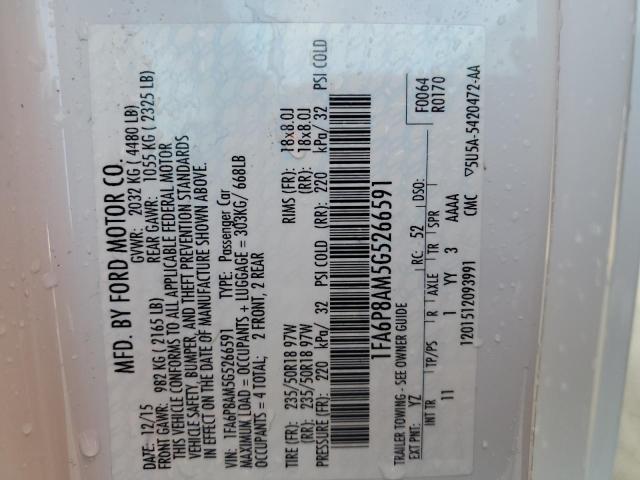 MFD. BY FORD MOTOR CO.
DATE: 12/15 GVWR: 2032 KG ( 4480 LB)
FRONT GAWR: 982 KG ( 2165 LB) REAR GAWR: 1055 KG ( 2325 LB)
THIS VEHICLE CONFORMS TO ALL APPLICABLE FEDERAL MOTOR
VEHICLE SAFETY, BUMPER, AND THEFT PREVENTION STANDARDS
IN EFFECT ON THE DATE OF MANUFACTURE SHOWN ABOVE.
VIN: 1FA6P8AM5G5266591 TYPE: Passenger Car
MAXIMUM LOAD = OCCUPANTS + LUGGAGE = 303KG/ 668LB
OCCUPANTS = 4 TOTAL; 2 FRONT, 2 REAR
TIRE (FR): 235/50R18 97W RIMS (FR): 18x8.0J
(RR): 235/50R18 97W (RR): 18x8.0J
PRESSURES (FR): 220 kPa/ 32 PSI COLD (RR): 220 kPa/ 32 PSI COLD
1FA6P8AM5G5266591
TRAILER TOWING - SEE OWNER GUIDE F0064
EXT PNT: YZ RC: 52 DSO: R0170
INT TR TP/PS R AXLE TR SPR
11 1 YY 3 AAAA
1201512093991 CMC ▽5U5A-5420472-AA